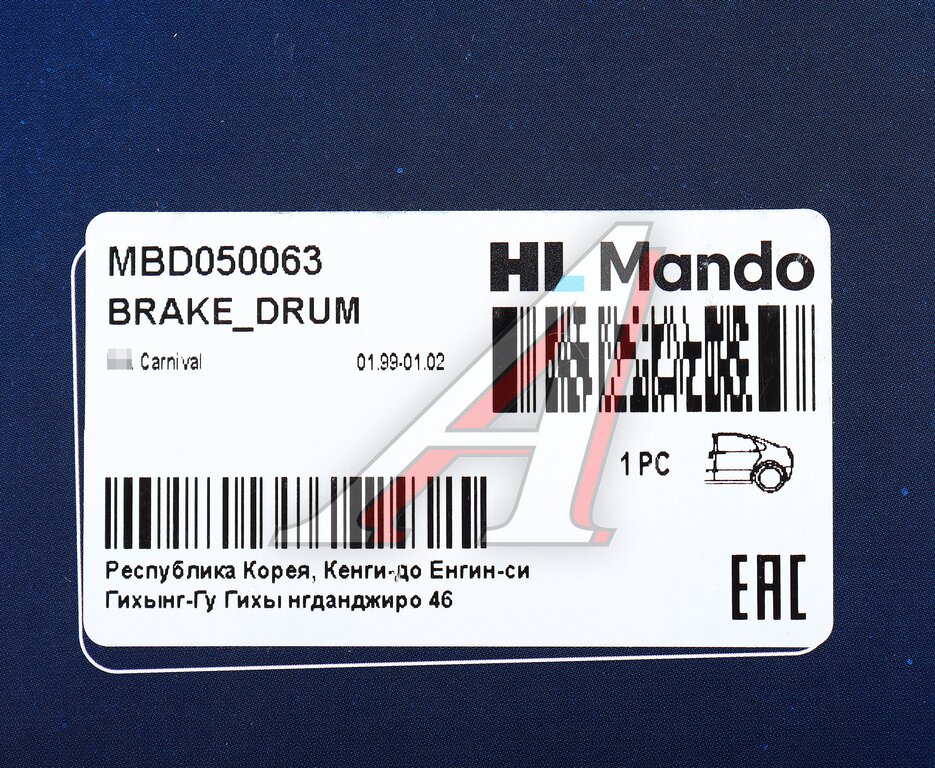 MBD050063
HL Mando
BRAKE_DRUM
Carnival 01.99-01.02
1 PC
Республика Корея, Кенги-до Енгин-си
Гихынг-Гу Гихы нгданджиро 46
EAC